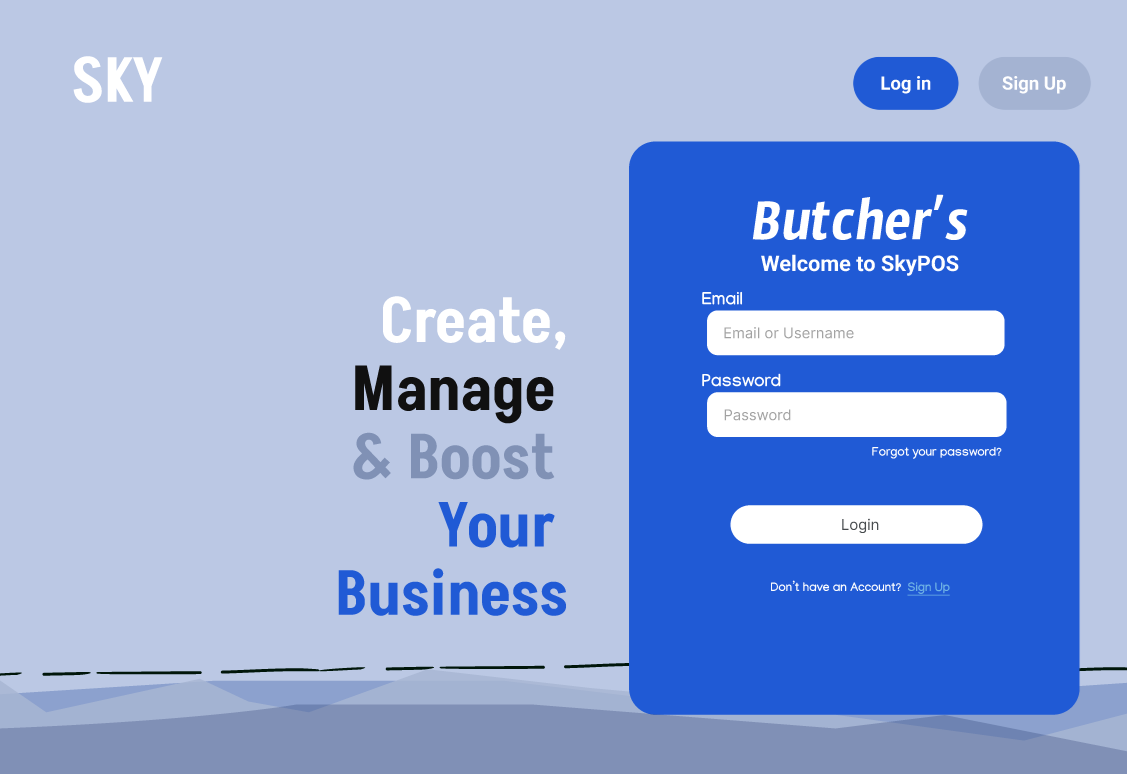 SKY
Log in
Sign Up
Create,
Manage
& Boost
Your
Business
Butcher's
Welcome to SkyPOS
Email
Email or Username
Password
Password
Forgot your password?
Login
Don't have an Account? Sign Up